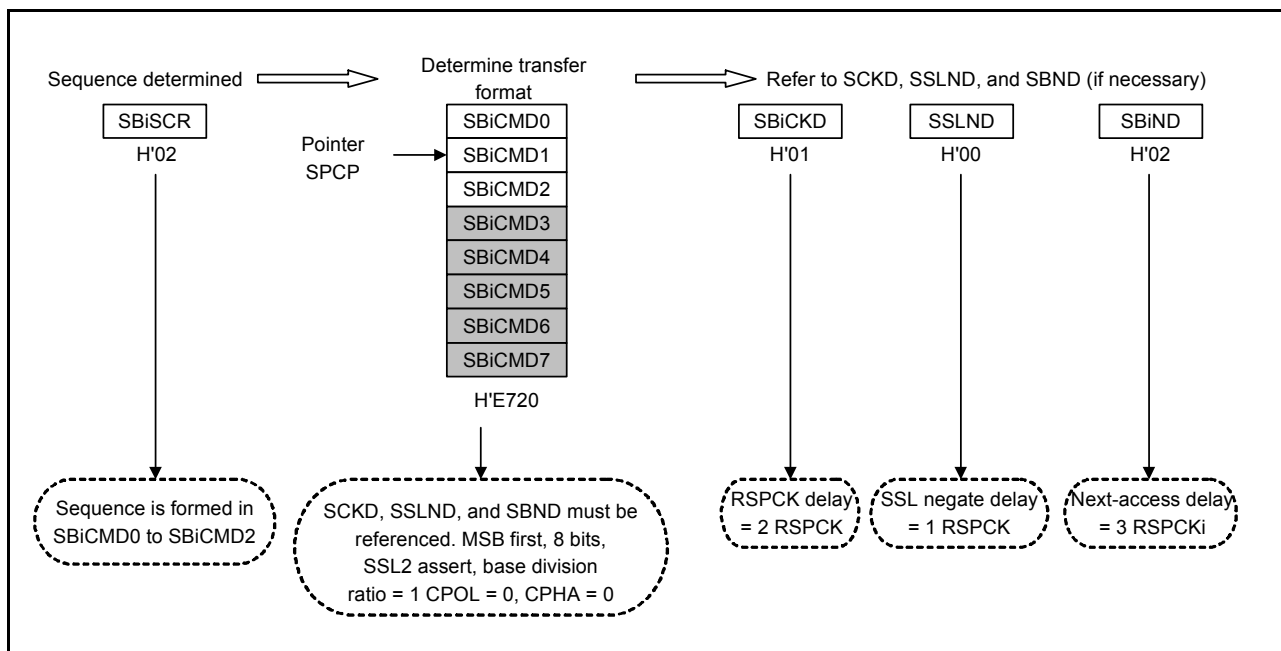 Sequence determined
Determine transfer
format
Refer to SCKD, SSLND, and SBND (if necessary)
SBiSCR
H'02
Pointer
SPCP
SBiCMD0
SBiCMD1
SBiCMD2
SBiCMD3
SBiCMD4
SBiCMD5
SBiCMD6
SBiCMD7
H'E720
SBiCKD
H'01
SSLND
H'00
SBiND
H'02
Sequence is formed in
SBiCMD0 to SBiCMD2
SCKD, SSLND, and SBND must be
referenced. MSB first, 8 bits,
SSL2 assert, base division
ratio = 1 CPOL = 0, CPHA = 0
RSPCK delay
= 2 RSPCK
SSL negate delay
= 1 RSPCK
Next-access delay
= 3 RSPCKi